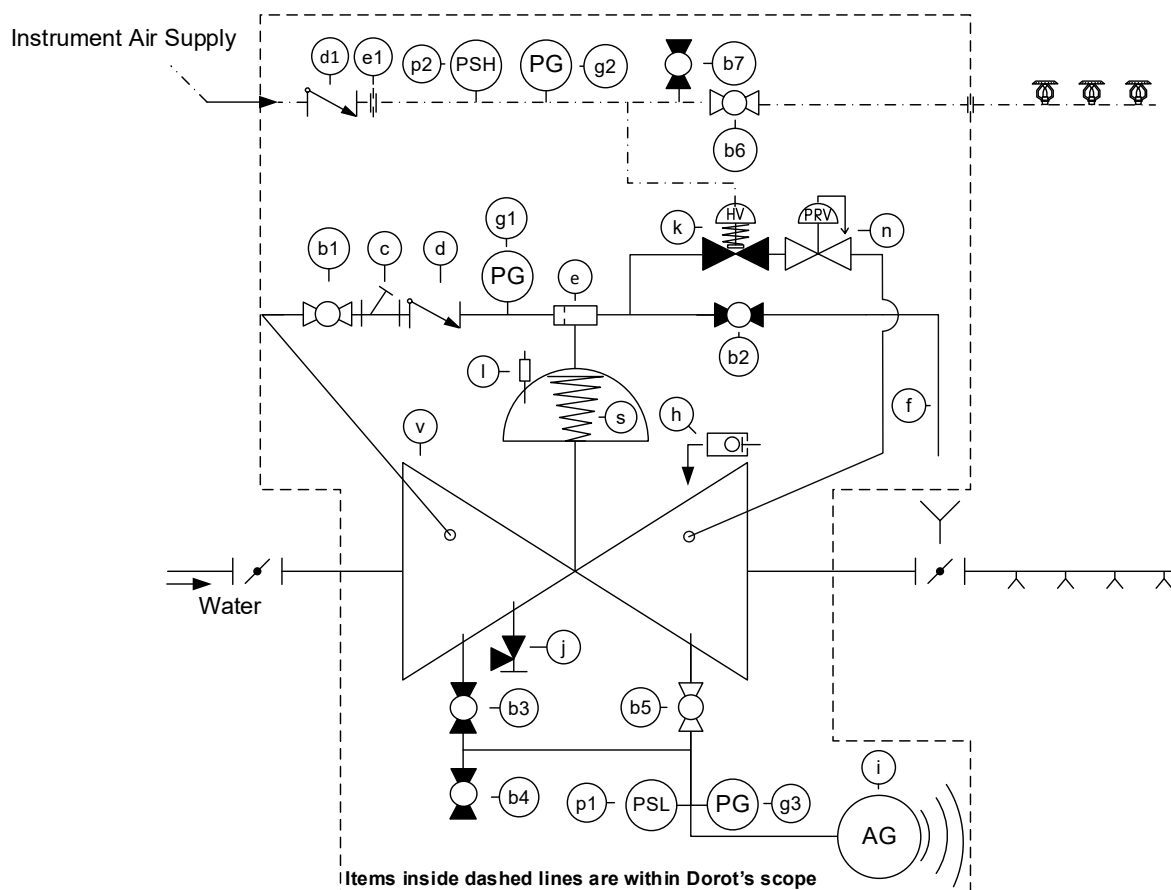 Instrument Air Supply
d1
e1
p2
PSH
PG
g2
b7
b6
g1
k
HV
PRV
n
b1
c
d
PG
e
b2
l
s
h
f
v
Water
j
b3
b5
b4
p1
PSL
PG
g3
i
AG
Items inside dashed lines are within Dorot's scope